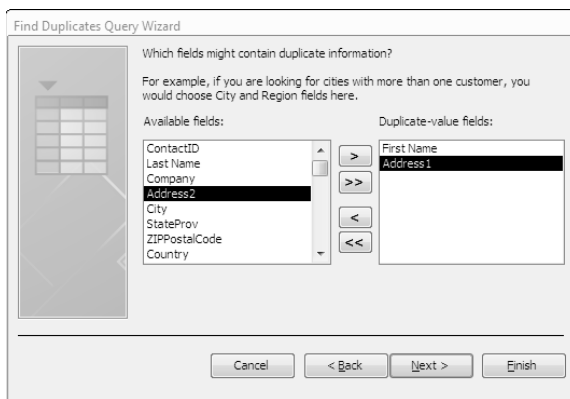 Find Duplicates Query Wizard
Which fields might contain duplicate information?
For example, if you are looking for cities with more than one customer, you
would choose City and Region fields here.
Available fields:
ContactID
Last Name
Company
Address2
City
StateProv
ZIPPostalCode
Country
>
>>
<
<<
Duplicate-value fields:
First Name
Address1
Cancel
< Back
Next >
Finish